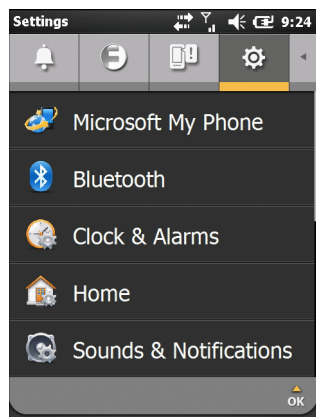 Settings 9:24
Microsoft My Phone
Bluetooth
Clock & Alarms
Home
Sounds & Notifications
OK